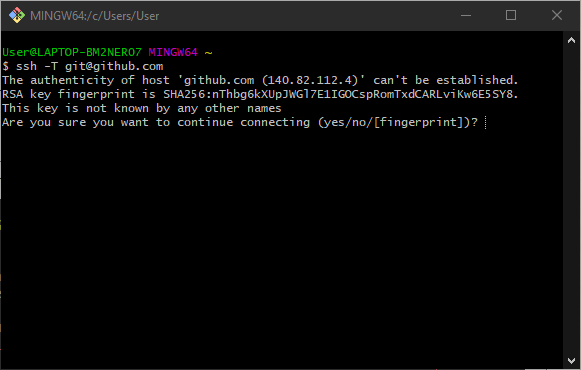 MINGW64:/c/Users/User
User@LAPTOP-BM2NERO7 MINGW64 ~
$ ssh -T git@github.com
The authenticity of host 'github.com (140.82.112.4)' can't be established.
RSA key fingerprint is SHA256:nThbg6kXUpJWGl7E1IGOCspRomTxdCARLviKw6E5SY8.
This key is not known by any other names
Are you sure you want to continue connecting (yes/no/[fingerprint])?